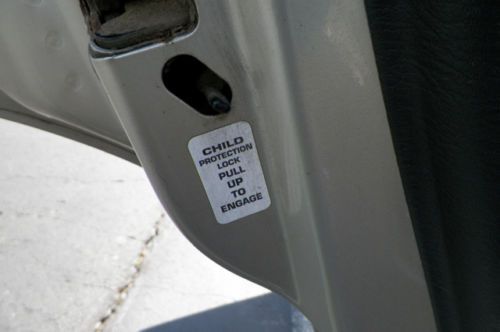 CHILD
PROTECTION
LOCK
PULL
UP
TO
ENGAGE